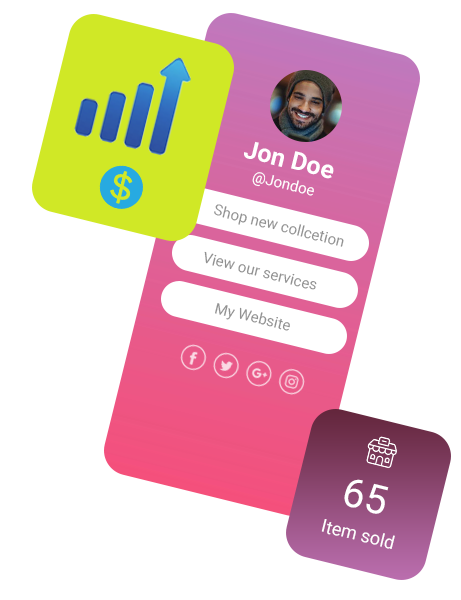 $
Jon Doe
@Jondoe
Shop new collcetion
View our services
My Website
65
Item sold